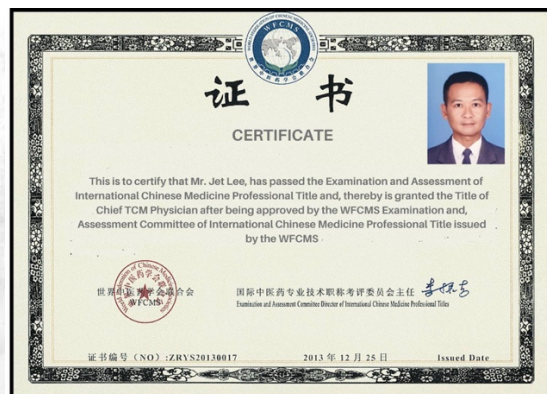 WFCMS
证 书
CERTIFICATE
This is to certify that Mr. Jet Lee, has passed the Examination and Assessment of
International Chinese Medicine Professional Title and, thereby is granted the Title of
Chief TCM Physician after being approved by the WFCMS Examination and,
Assessment Committee of International Chinese Medicine Professional Title issued
by the WFCMS
世界中医药学会联合会
WFCMS
国际中医药专业技术职称考评委员会主任
Examination and Assessment Committee Director of International Chinese Medicine Professional Titles
证书编号（NO）:ZRYS20130017
2013 年 12 月 25 日
Issued Date